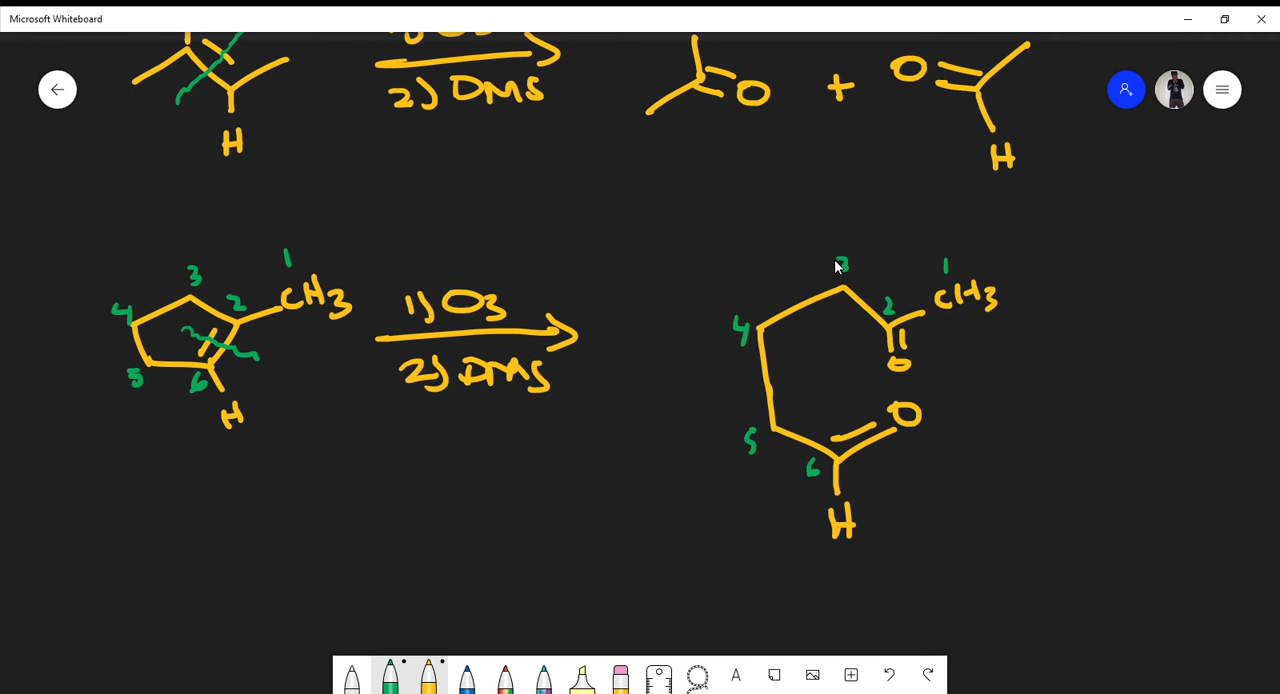 Microsoft Whiteboard
2) DMS
O + O
H
H
1
3
2
CH3
4
5
6
H
1) O3
2) DMS
3
1
2
CH3
4
O
O
5
6
H
A